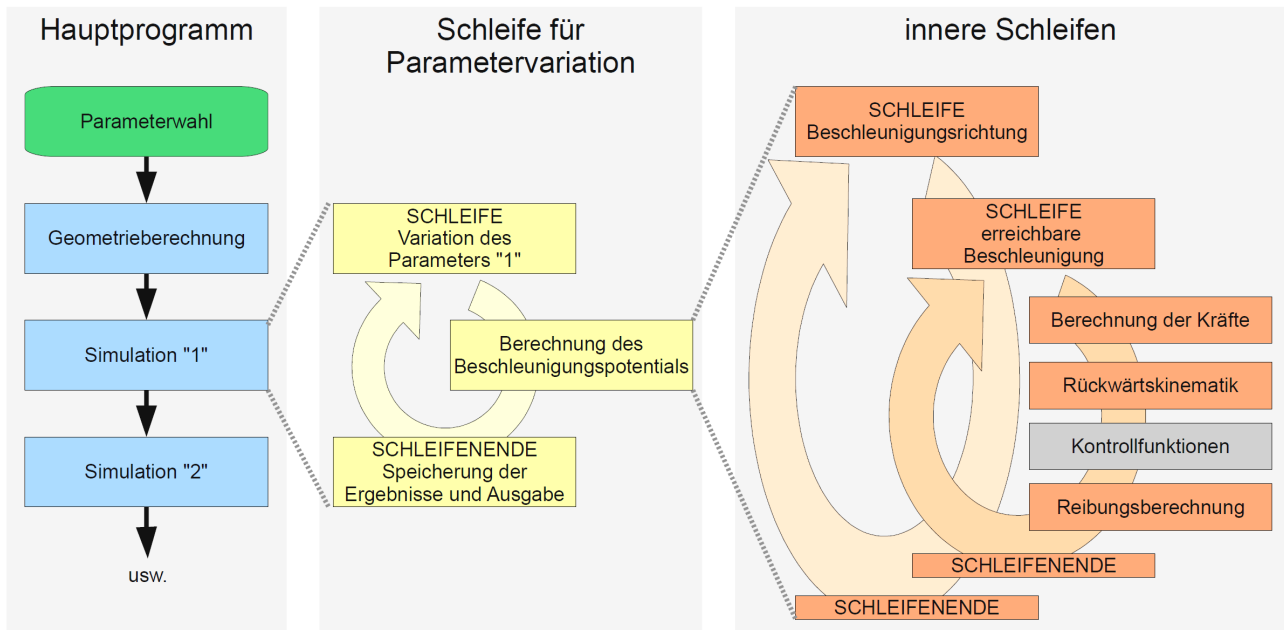 Hauptprogramm
Parameterwahl
Geometrieberechnung
Simulation "1"
Simulation "2"
usw.
Schleife für
Parametervariation
SCHLEIFE
Variation des
Parameters "1"
Berechnung des
Beschleunigungspotentials
SCHLEIFENENDE
Speicherung der
Ergebnisse und Ausgabe
innere Schleifen
SCHLEIFE
Beschleunigungsrichtung
SCHLEIFE
erreichbare
Beschleunigung
Berechnung der Kräfte
Rückwärtskinematik
Kontrollfunktionen
Reibungsberechnung
SCHLEIFENENDE
SCHLEIFENENDE